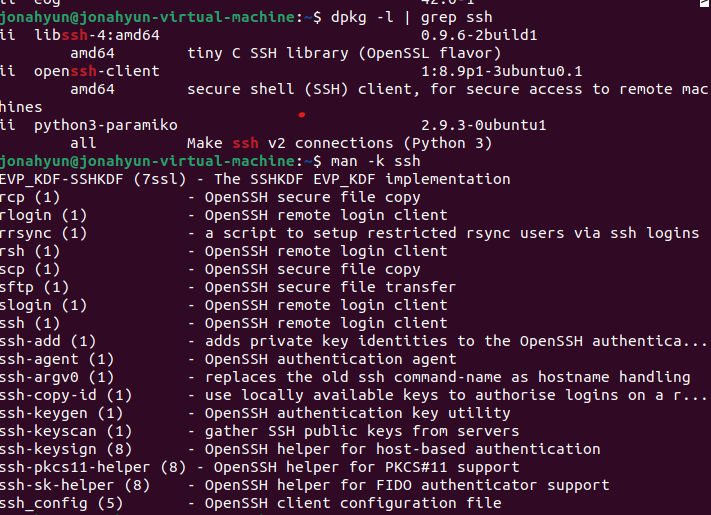 jonahyun@jonahyun-virtual-machine:~$ dpkg -l | grep ssh
ii  libssh-4:amd64                             0.9.6-2build1
        amd64        tiny C SSH library (OpenSSL flavor)
ii  openssh-client                             1:8.9p1-3ubuntu0.1
        amd64        secure shell (SSH) client, for secure access to remote mac
hines
ii  python3-paramiko                           2.9.3-0ubuntu1
        all          Make ssh v2 connections (Python 3)
jonahyun@jonahyun-virtual-machine:~$ man -k ssh
EVP_KDF-SSHKDF (7ssl) - The SSHKDF EVP_KDF implementation
rcp (1)              - OpenSSH secure file copy
rlogin (1)           - OpenSSH remote login client
rrsync (1)           - a script to setup restricted rsync users via ssh logins
rsh (1)              - OpenSSH remote login client
scp (1)              - OpenSSH secure file copy
sftp (1)             - OpenSSH secure file transfer
slogin (1)           - OpenSSH remote login client
ssh (1)              - OpenSSH remote login client
ssh-add (1)          - adds private key identities to the OpenSSH authentica...
ssh-agent (1)        - OpenSSH authentication agent
ssh-argv0 (1)        - replaces the old ssh command-name as hostname handling
ssh-copy-id (1)      - use locally available keys to authorise logins on a r...
ssh-keygen (1)       - OpenSSH authentication key utility
ssh-keyscan (1)      - gather SSH public keys from servers
ssh-keysign (8)      - OpenSSH helper for host-based authentication
ssh-pkcs11-helper (8) - OpenSSH helper for PKCS#11 support
ssh-sk-helper (8)    - OpenSSH helper for FIDO authenticator support
ssh_config (5)       - OpenSSH client configuration file